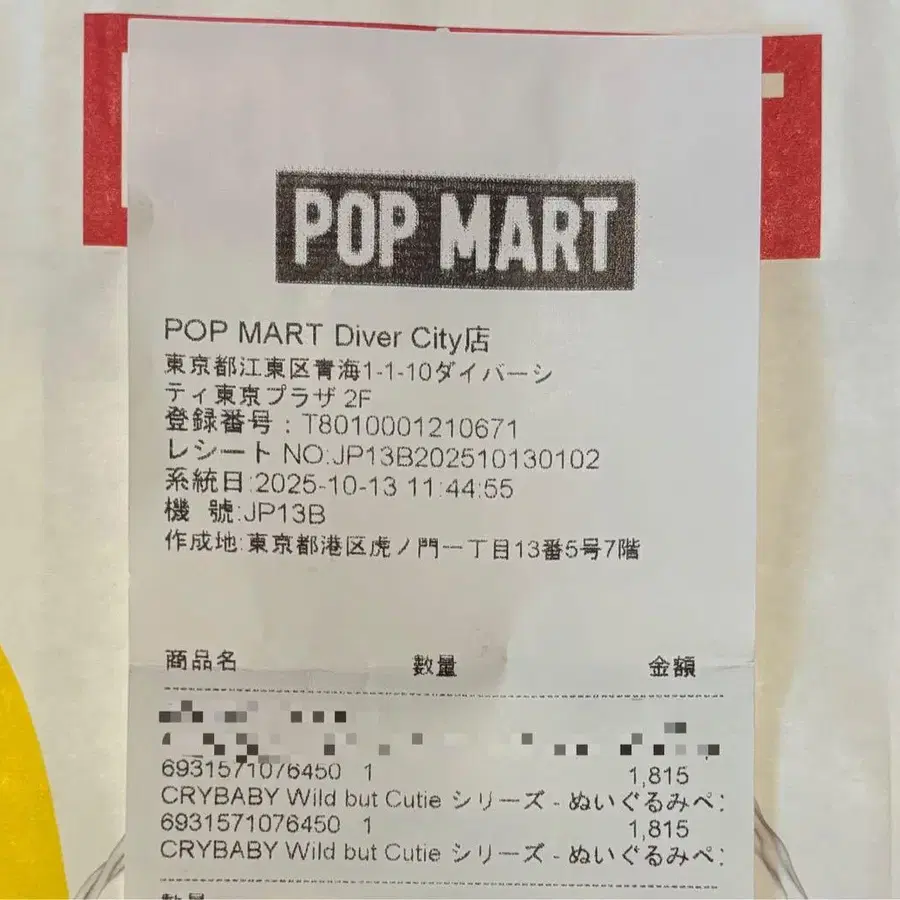 POP MART
POP MART Diver City店
東京都江東区青海1-1-10ダイバーシ
ティ東京プラザ 2F
登録番号 : T8010001210671
レシート NO:JP13B202510130102
系統日:2025-10-13 11:44:55
機 號:JP13B
作成地:東京都港区虎ノ門一丁目13番5号7階
商品名 数量 金額
6931571076450 1 1,815
CRYBABY Wild but Cutie シリーズ - ぬいぐるみペ
6931571076450 1 1,815
CRYBABY Wild but Cutie シリーズ - ぬいぐるみペ